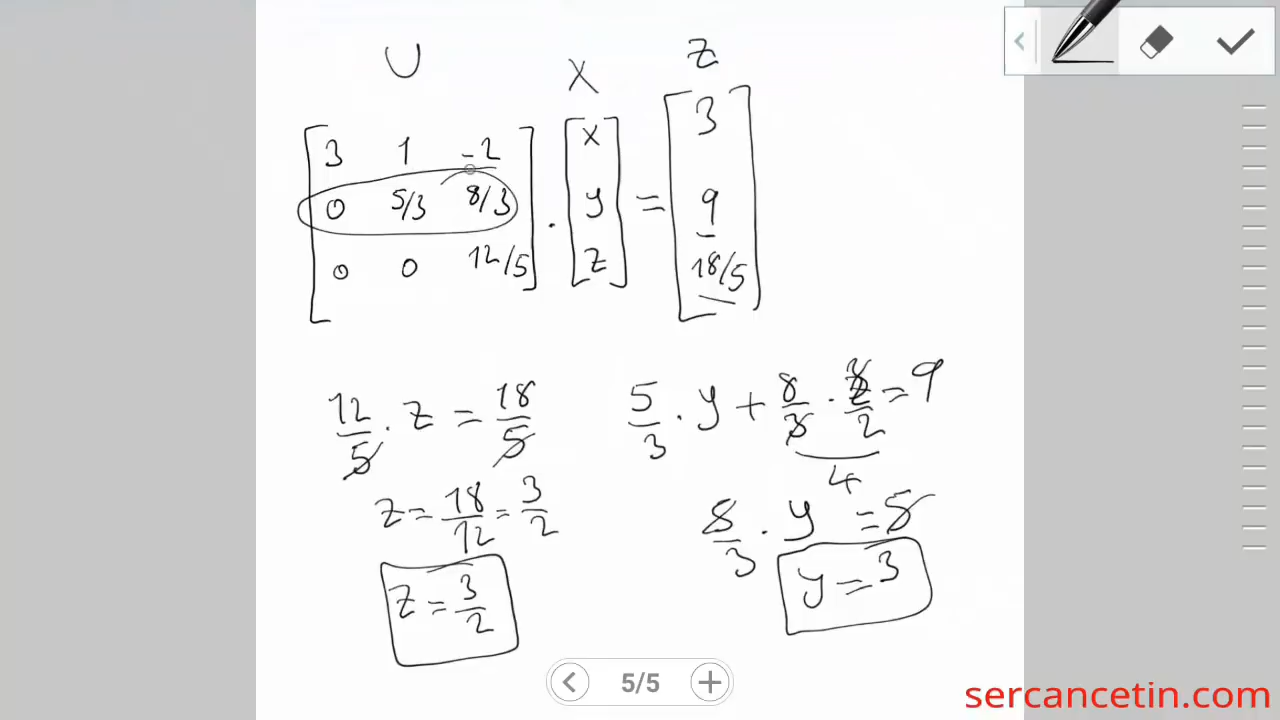 U X Z
[3 1 -2] [x] [3]
[0 5/3 8/3] . [y] = [9]
[0 0 12/5] [z] [18/5]
12/5 . z = 18/5
5/3 . y + 8/3 . 3/2 = 9
4
z = 18/12 = 3/2
5/3 . y = 5
z = 3/2
y = 3
5/5
sercancetin.com